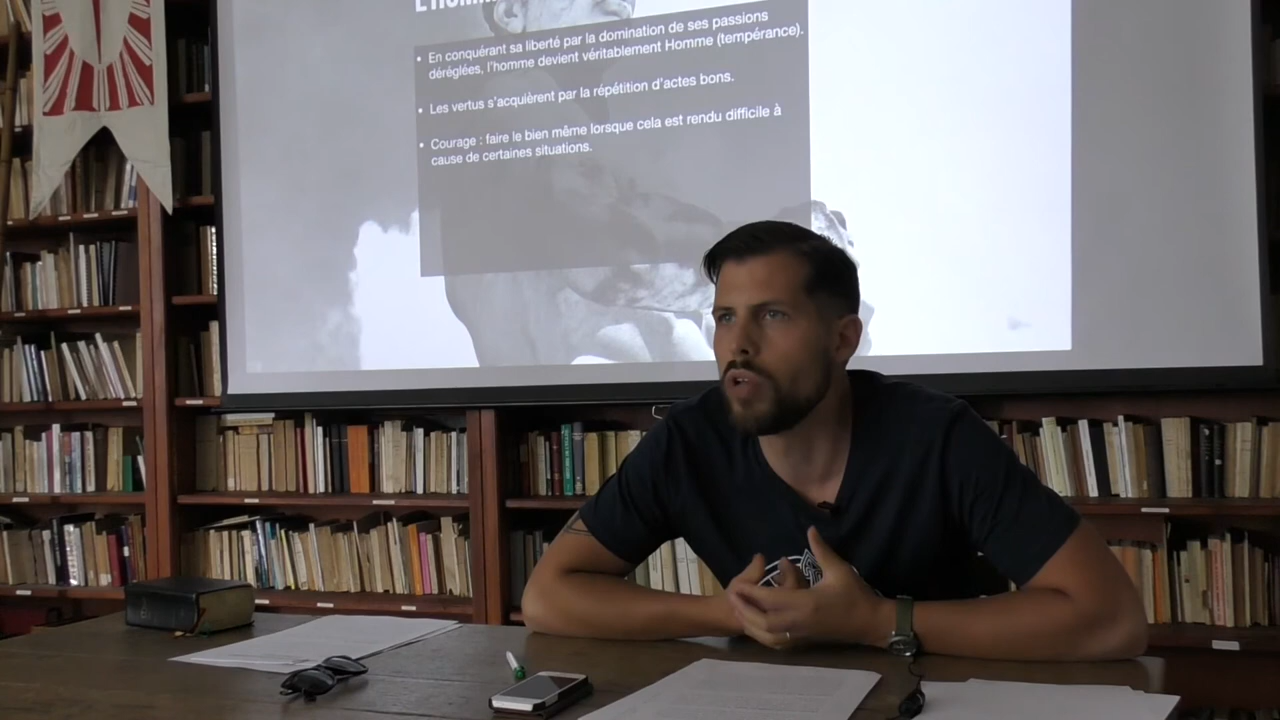 • En conquérant sa liberté par la domination de ses passions
déréglées, l'homme devient véritablement Homme (tempérance).
• Les vertus s'acquièrent par la répétition d'actes bons.
• Courage : faire le bien même lorsque cela est rendu difficile à
cause de certaines situations.